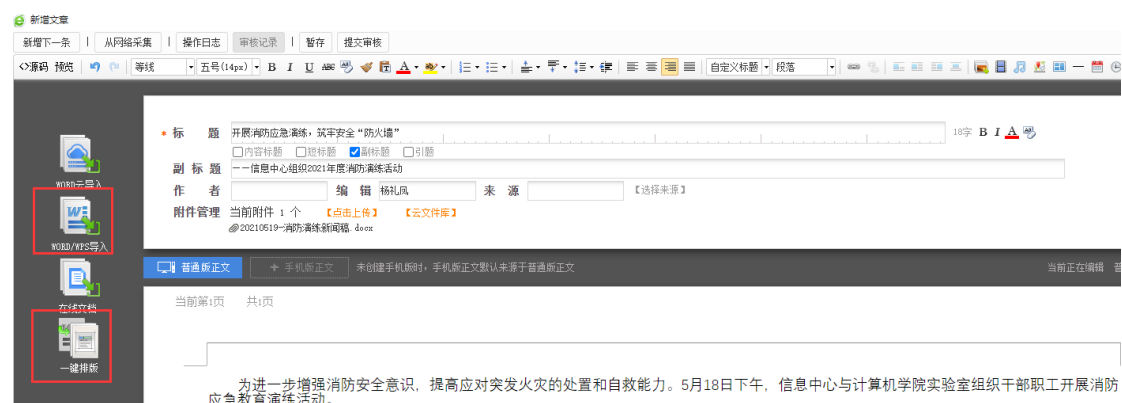 新增文章
新增下一条 从网络采集 操作日志 审核记录 暂存 提交审核
<>源码 预览 等线 五号(14px) B I U ABC A 自定义标题 段落
* 标 题 开展消防应急演练，筑牢安全“防火墙” 18字 B I A
内容标题 短标题 副标题 引题
副 标 题 ——信息中心组织2021年度消防演练活动
作 者 编 辑 杨礼凤 来 源 【选择来源】
附件管理 当前附件 1 个 【点击上传】 【云文件库】
20210519-消防演练新闻稿.docx
WORD云导入
WORD/WPS导入
在线文档
一键排版
普通版正文 + 手机版正文 未创建手机版时，手机版正文默认来源于普通版正文 当前正在编辑 普
当前第1页 共1页
为进一步增强消防安全意识，提高应对突发火灾的处置和自救能力。5月18日下午，信息中心与计算机学院实验室组织干部职工开展消防
应急教育演练活动。